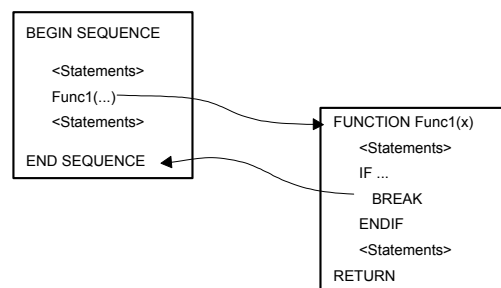 BEGIN SEQUENCE
<Statements>
Func1(...)
<Statements>
END SEQUENCE
FUNCTION Func1(x)
<Statements>
IF ...
BREAK
ENDIF
<Statements>
RETURN